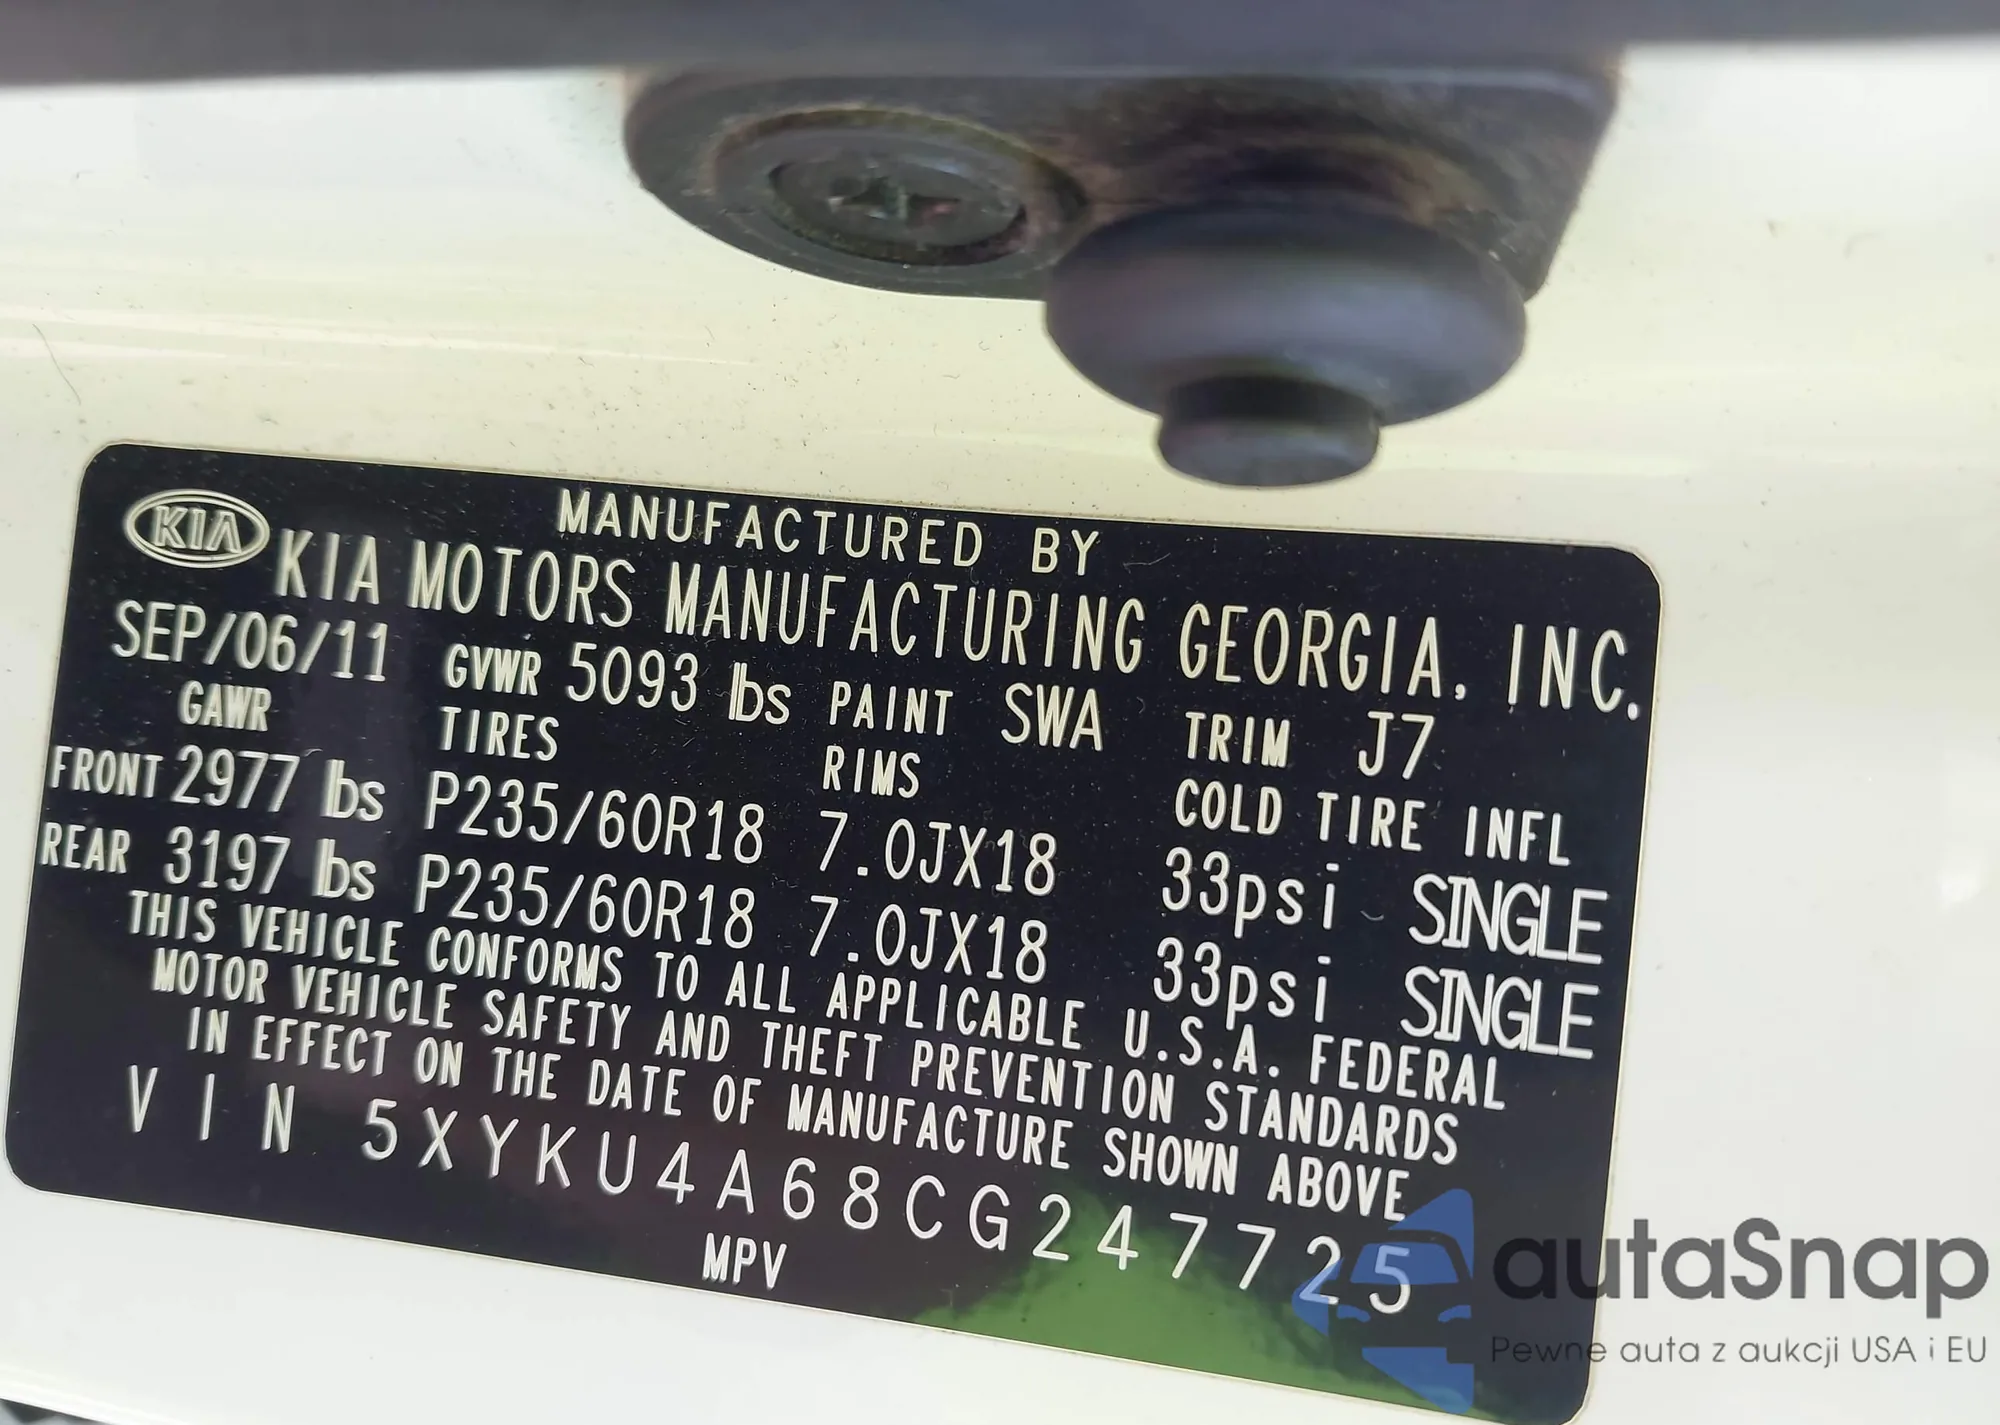 KIA
MANUFACTURED BY
KIA MOTORS MANUFACTURING GEORGIA, INC.
SEP/06/11 GVWR 5093 lbs PAINT SWA TRIM J7
GAWR TIRES RIMS COLD TIRE INFL
FRONT 2977 lbs P235/60R18 7.0JX18 33psi SINGLE
REAR 3197 lbs P235/60R18 7.0JX18 33psi SINGLE
THIS VEHICLE CONFORMS TO ALL APPLICABLE U.S.A. FEDERAL
MOTOR VEHICLE SAFETY AND THEFT PREVENTION STANDARDS
IN EFFECT ON THE DATE OF MANUFACTURE SHOWN ABOVE
VIN 5XYKU4A68CG247725
MPV
autaSnap
Pewne auta z aukcji USA i EU